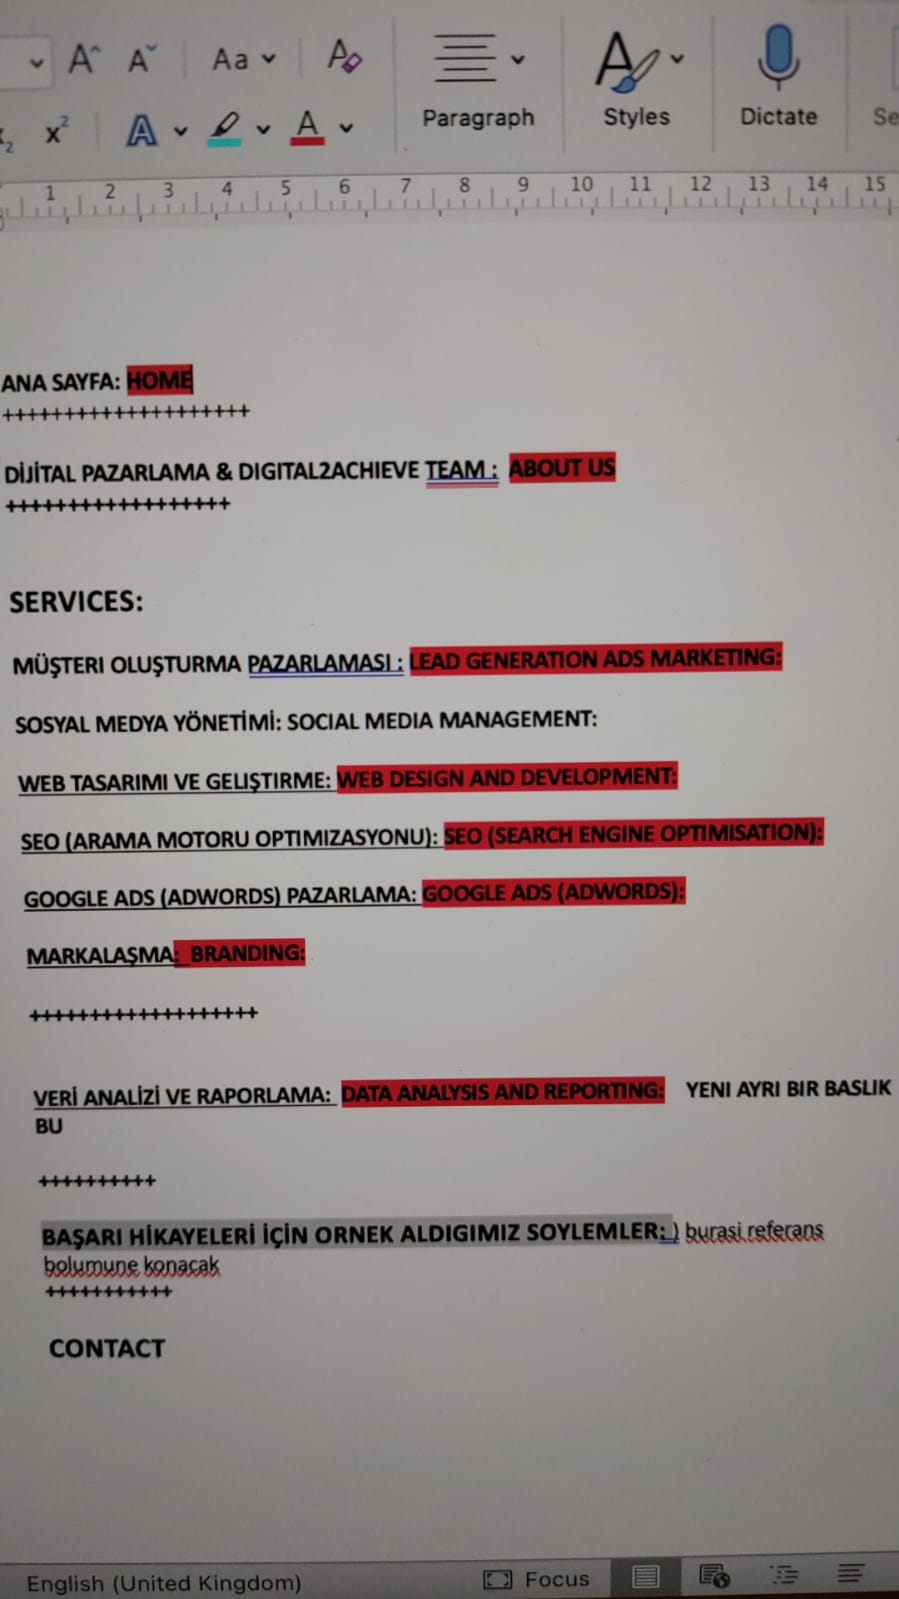 Aa
Paragraph
Styles
Dictate
Se
x²
A
A
1 2 3 4 5 6 7 8 9 10 11 12 13 14 15
ANA SAYFA: HOME
++++++++++++++++++++
DİJİTAL PAZARLAMA & DIGITAL2ACHIEVE TEAM : ABOUT US
++++++++++++++++++
SERVICES:
MÜŞTERI OLUŞTURMA PAZARLAMASI : LEAD GENERATION ADS MARKETING:
SOSYAL MEDYA YÖNETİMİ: SOCIAL MEDIA MANAGEMENT:
WEB TASARIMI VE GELIŞTIRME: WEB DESIGN AND DEVELOPMENT:
SEO (ARAMA MOTORU OPTIMIZASYONU): SEO (SEARCH ENGINE OPTIMISATION):
GOOGLE ADS (ADWORDS) PAZARLAMA: GOOGLE ADS (ADWORDS):
MARKALAŞMA: BRANDING:
+++++++++++++++++++
VERİ ANALİZİ VE RAPORLAMA: DATA ANALYSIS AND REPORTING: YENI AYRI BIR BASLIK
BU
++++++++++
BAŞARI HİKAYELERİ İÇİN ORNEK ALDIGIMIZ SOYLEMLER: ) burasi referans
bolumune konacak
+++++++++++
CONTACT
English (United Kingdom)
Focus